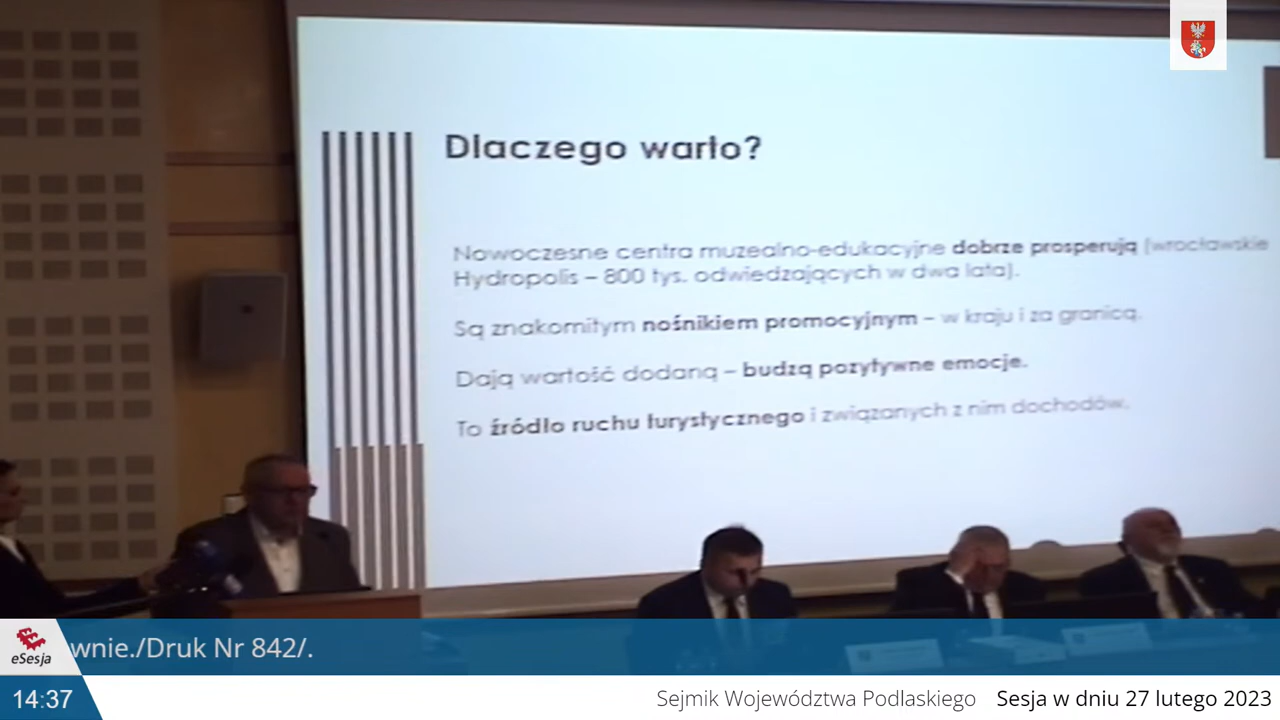 Dlaczego warto?
Nowoczesne centra muzealno-edukacyjne dobrze prosperują (wrocławskie
Hydropolis – 800 tys. odwiedzających w dwa lata).
Są znakomitym nośnikiem promocyjnym – w kraju i za granicą.
Dają wartość dodaną – budzą pozytywne emocje.
To źródło ruchu turystycznego i związanych z nim dochodów.
eSesja
wnie./Druk Nr 842/.
14:37
Sejmik Województwa Podlaskiego Sesja w dniu 27 lutego 2023